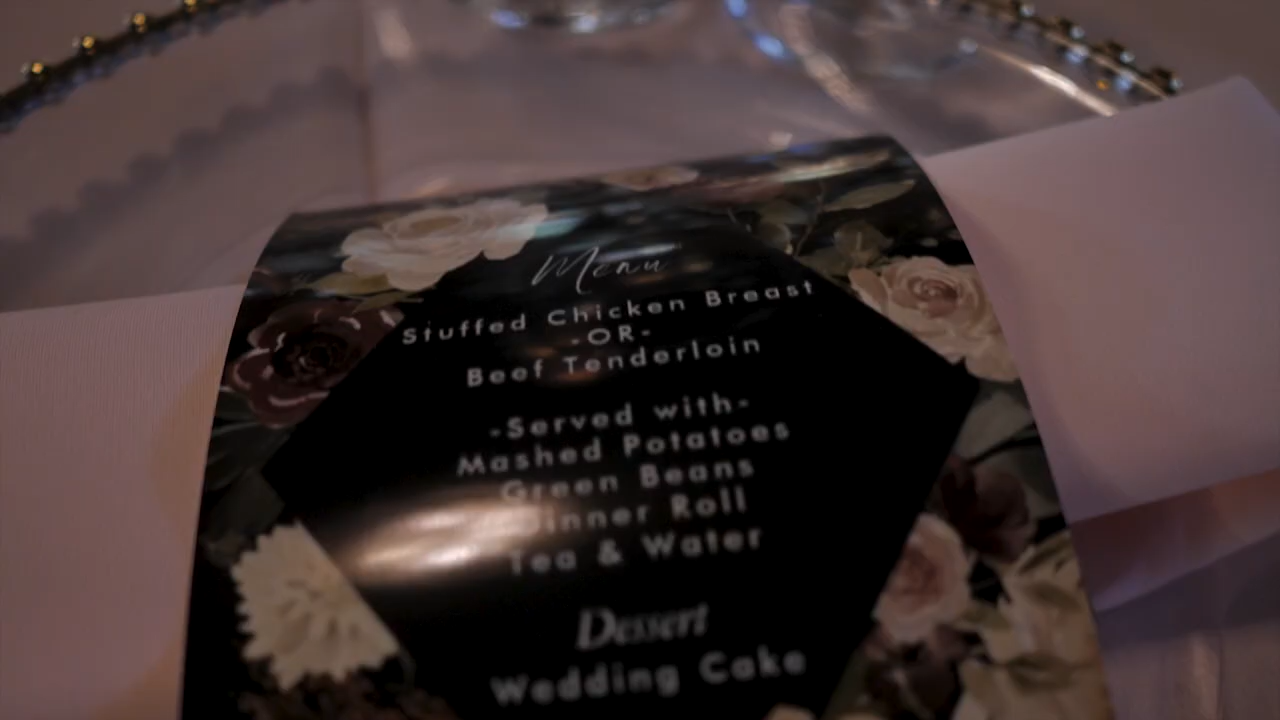 Menu
Stuffed Chicken Breast
-OR-
Beef Tenderloin
-Served with-
Mashed Potatoes
Green Beans
Dinner Roll
Tea & Water
Dessert
Wedding Cake